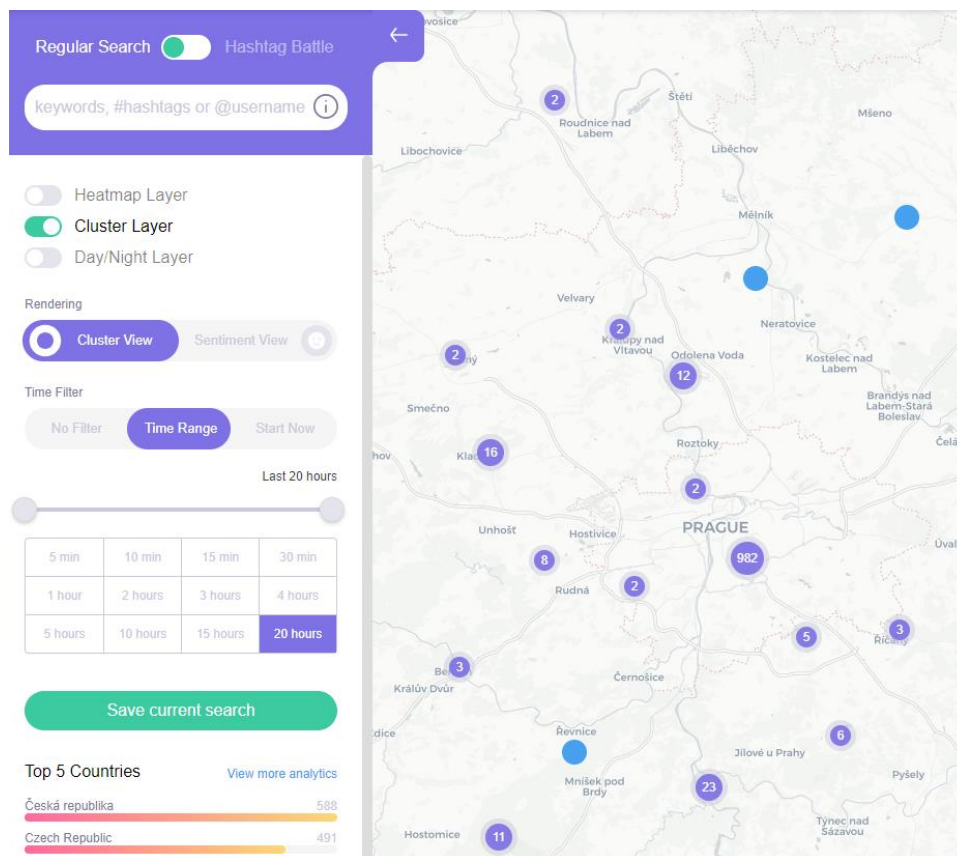 Regular Search
Hashtag Battle
keywords, #hashtags or @username
Heatmap Layer
Cluster Layer
Day/Night Layer
Rendering
Cluster View
Sentiment View
Time Filter
No Filter
Time Range
Start Now
Last 20 hours
5 min
10 min
15 min
30 min
1 hour
2 hours
3 hours
4 hours
5 hours
10 hours
15 hours
20 hours
Save current search
Top 5 Countries
View more analytics
Česká republika
588
Czech Republic
491
2
Štětí
Roudnice nad
Labem
Mšeno
Libochovice
Liběchov
Mělník
Velvary
Neratovice
2
Vltavou
Odolena Voda
2
12
Kostelec nad
Labem
Brandýs nad
Labem-Stará
Boleslav
Smečno
Roztoky
16
2
PRAGUE
Unhošť
Hostivice
982
8
Rudná
2
5
3
3
Černošice
Králův Dvůr
Řevnice
6
Jílové u Prahy
Mníšek pod
Brdy
23
Pyšely
Týnec nad
Sázavou
Hostomice
11